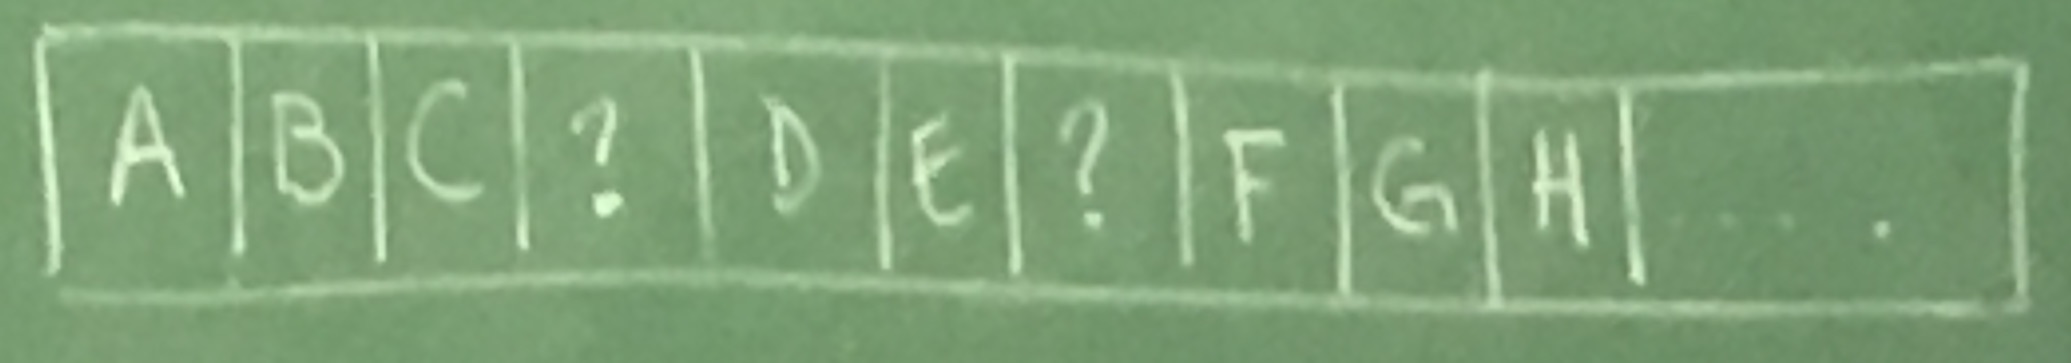 A B C ? D E ? F G H ....